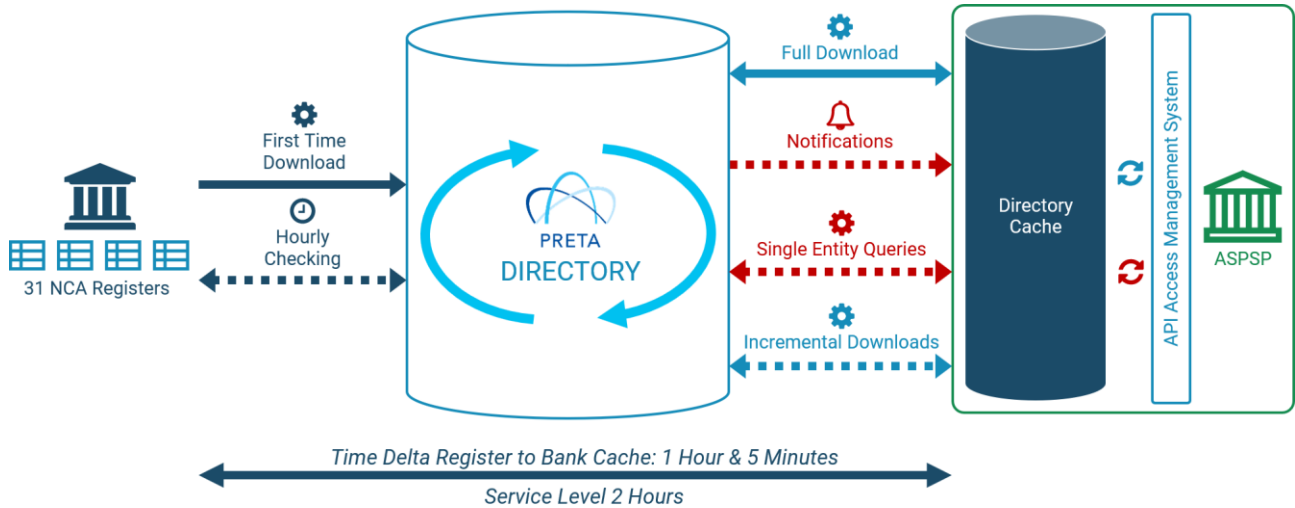 31 NCA Registers
First Time
Download
Hourly
Checking
PRETA
DIRECTORY
Full Download
Notifications
Single Entity Queries
Incremental Downloads
Directory
Cache
API Access Management System
ASPSP
Time Delta Register to Bank Cache: 1 Hour & 5 Minutes
Service Level 2 Hours